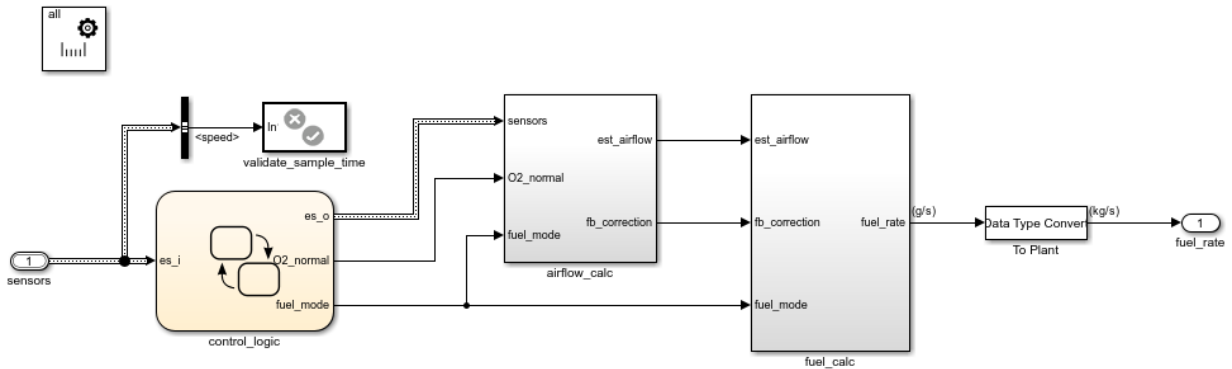 all
<speed>
In
validate_sample_time
1
sensors
es_i
es_o
O2_normal
fuel_mode
control_logic
sensors
O2_normal
fuel_mode
est_airflow
fb_correction
airflow_calc
est_airflow
fb_correction
fuel_mode
fuel_rate
fuel_calc
(g/s)
Data Type Convert
To Plant
(kg/s)
1
fuel_rate